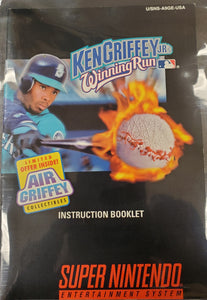 U/SNS-A9GE-USA
KEN GRIFFEY JR.
Winning Run
LIMITED
OFFER INSIDE!
AIR
GRIFFEY
COLLECTIBLES
INSTRUCTION BOOKLET
SUPER NINTENDO
ENTERTAINMENT SYSTEM